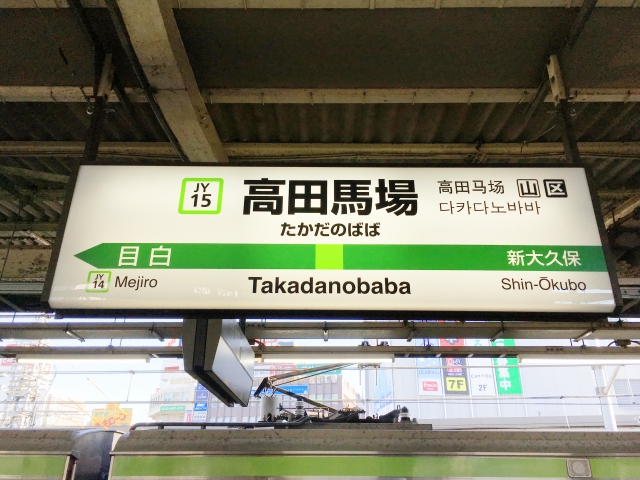 JY
15
高田馬場
たかだのばば
高田马场
山 区
다카다노바바
目白
新大久保
JY
14
Mejiro
Takadanobaba
Shin-Ōkubo
7F
2F
集中